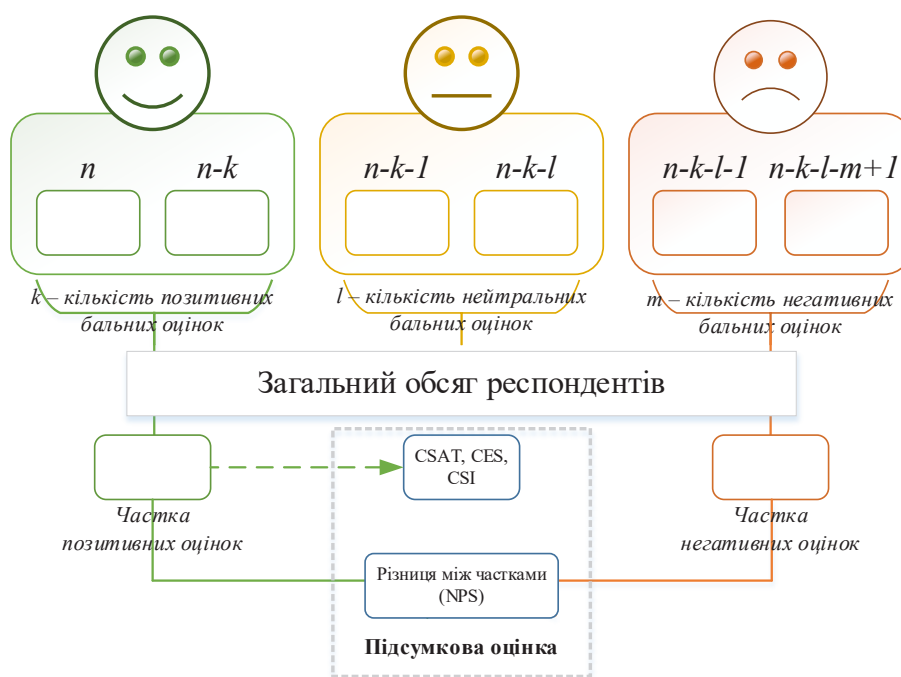 n n-k n-k-1 n-k-l n-k-l-1 n-k-l-m+1
k – кількість позитивних
бальних оцінок
l – кількість нейтральних
бальних оцінок
m – кількість негативних
бальних оцінок
Загальний обсяг респондентів
CSAT, CES,
CSI
Частка
позитивних оцінок
Частка
негативних оцінок
Різниця між частками
(NPS)
Підсумкова оцінка